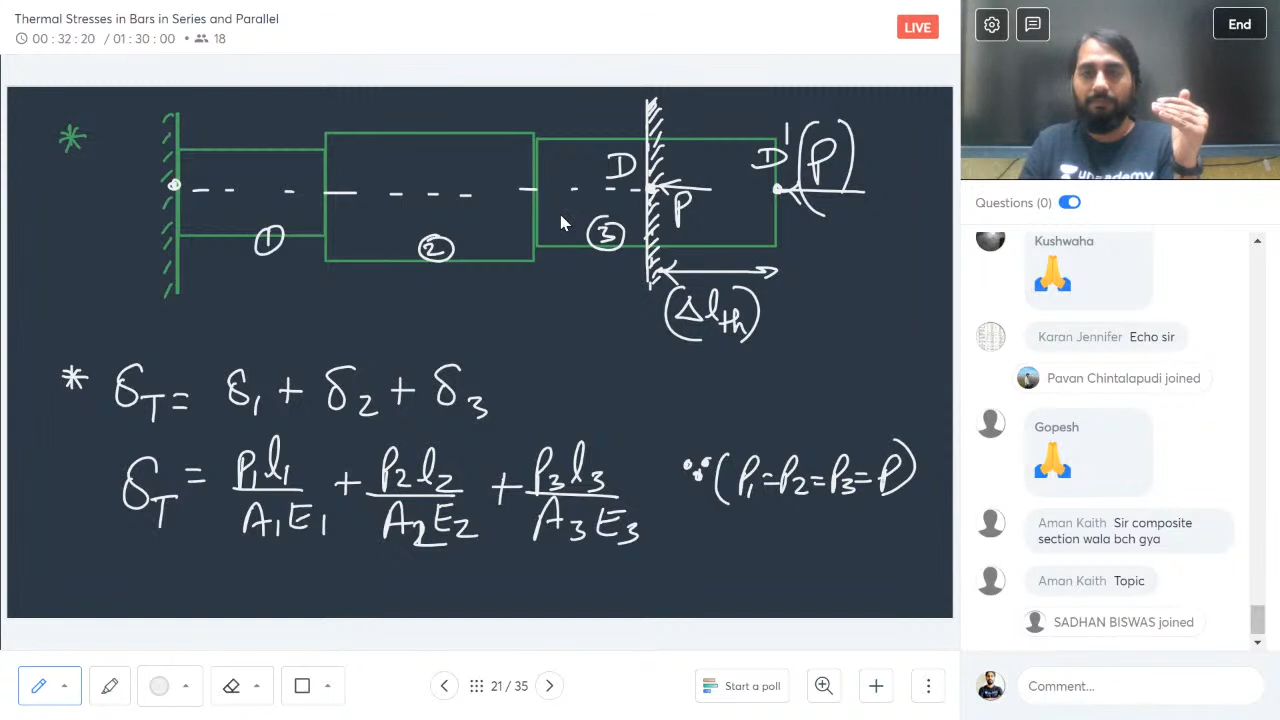 Thermal Stresses in Bars in Series and Parallel
00 : 32 : 20 / 01 : 30 : 00 • 18
LIVE
End
*
D
D' (P)
P
① ② ③
(Δl_th)
* δ_T = δ_1 + δ_2 + δ_3
δ_T = P_1l_1/A_1E_1 + P_2l_2/A_2E_2 + P_3l_3/A_3E_3 ∵ (P_1=P_2=P_3=P)
Questions (0)
Kushwaha
🙏
Karan Jennifer Echo sir
Pavan Chintalapudi joined
Gopesh
🙏
Aman Kaith Sir composite
section wala bch gya
Aman Kaith Topic
SADHAN BISWAS joined
21 / 35
Start a poll
Comment...